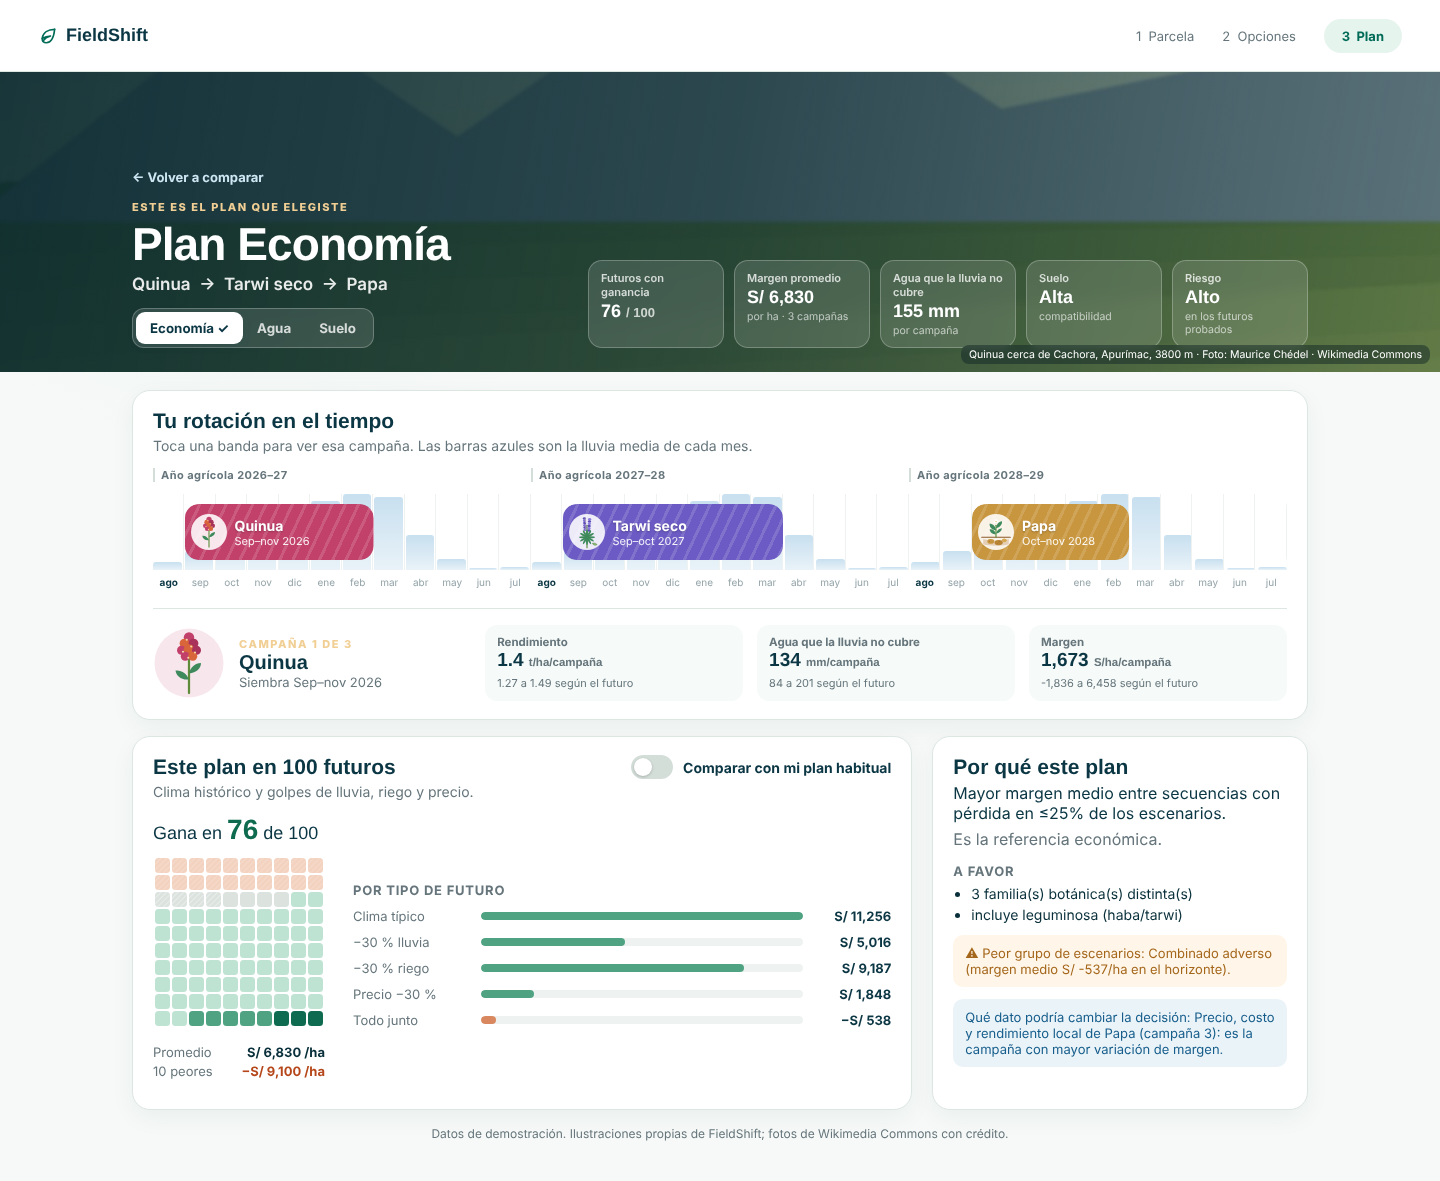 FieldShift
1 Parcela
2 Opciones
3 Plan
← Volver a comparar
ESTE ES EL PLAN QUE ELEGISTE
Plan Economía
Quinua → Tarwi seco → Papa
Economía ✓
Agua
Suelo
Futuros con
ganancia
76 / 100
Margen promedio
S/ 6,830
por ha · 3 campañas
Agua que la lluvia no
cubre
155 mm
por campaña
Suelo
Alta
compatibilidad
Riesgo
Alto
en los futuros
probados
Quinua cerca de Cachora, Apurímac, 3800 m · Foto: Maurice Chédel · Wikimedia Commons
Tu rotación en el tiempo
Toca una banda para ver esa campaña. Las barras azules son la lluvia media de cada mes.
Año agrícola 2026–27
Año agrícola 2027–28
Año agrícola 2028–29
Quinua
Sep–nov 2026
Tarwi seco
Sep–oct 2027
Papa
Oct–nov 2028
ago sep oct nov dic ene feb mar abr may jun jul ago sep oct nov dic ene feb mar abr may jun jul ago sep oct nov dic ene feb mar abr may jun jul
CAMPAÑA 1 DE 3
Quinua
Siembra Sep–nov 2026
Rendimiento
1.4 t/ha/campaña
1.27 a 1.49 según el futuro
Agua que la lluvia no cubre
134 mm/campaña
84 a 201 según el futuro
Margen
1,673 S/ha/campaña
-1,836 a 6,458 según el futuro
Este plan en 100 futuros
Comparar con mi plan habitual
Clima histórico y golpes de lluvia, riego y precio.
Gana en 76 de 100
POR TIPO DE FUTURO
Clima típico S/ 11,256
−30 % lluvia S/ 5,016
−30 % riego S/ 9,187
Precio −30 % S/ 1,848
Todo junto −S/ 538
Promedio S/ 6,830 /ha
10 peores −S/ 9,100 /ha
Por qué este plan
Mayor margen medio entre secuencias con
pérdida en ≤25% de los escenarios.
Es la referencia económica.
A FAVOR
• 3 familia(s) botánica(s) distinta(s)
• incluye leguminosa (haba/tarwi)
⚠ Peor grupo de escenarios: Combinado adverso
(margen medio S/ -537/ha en el horizonte).
Qué dato podría cambiar la decisión: Precio, costo
y rendimiento local de Papa (campaña 3): es la
campaña con mayor variación de margen.
Datos de demostración. Ilustraciones propias de FieldShift; fotos de Wikimedia Commons con crédito.